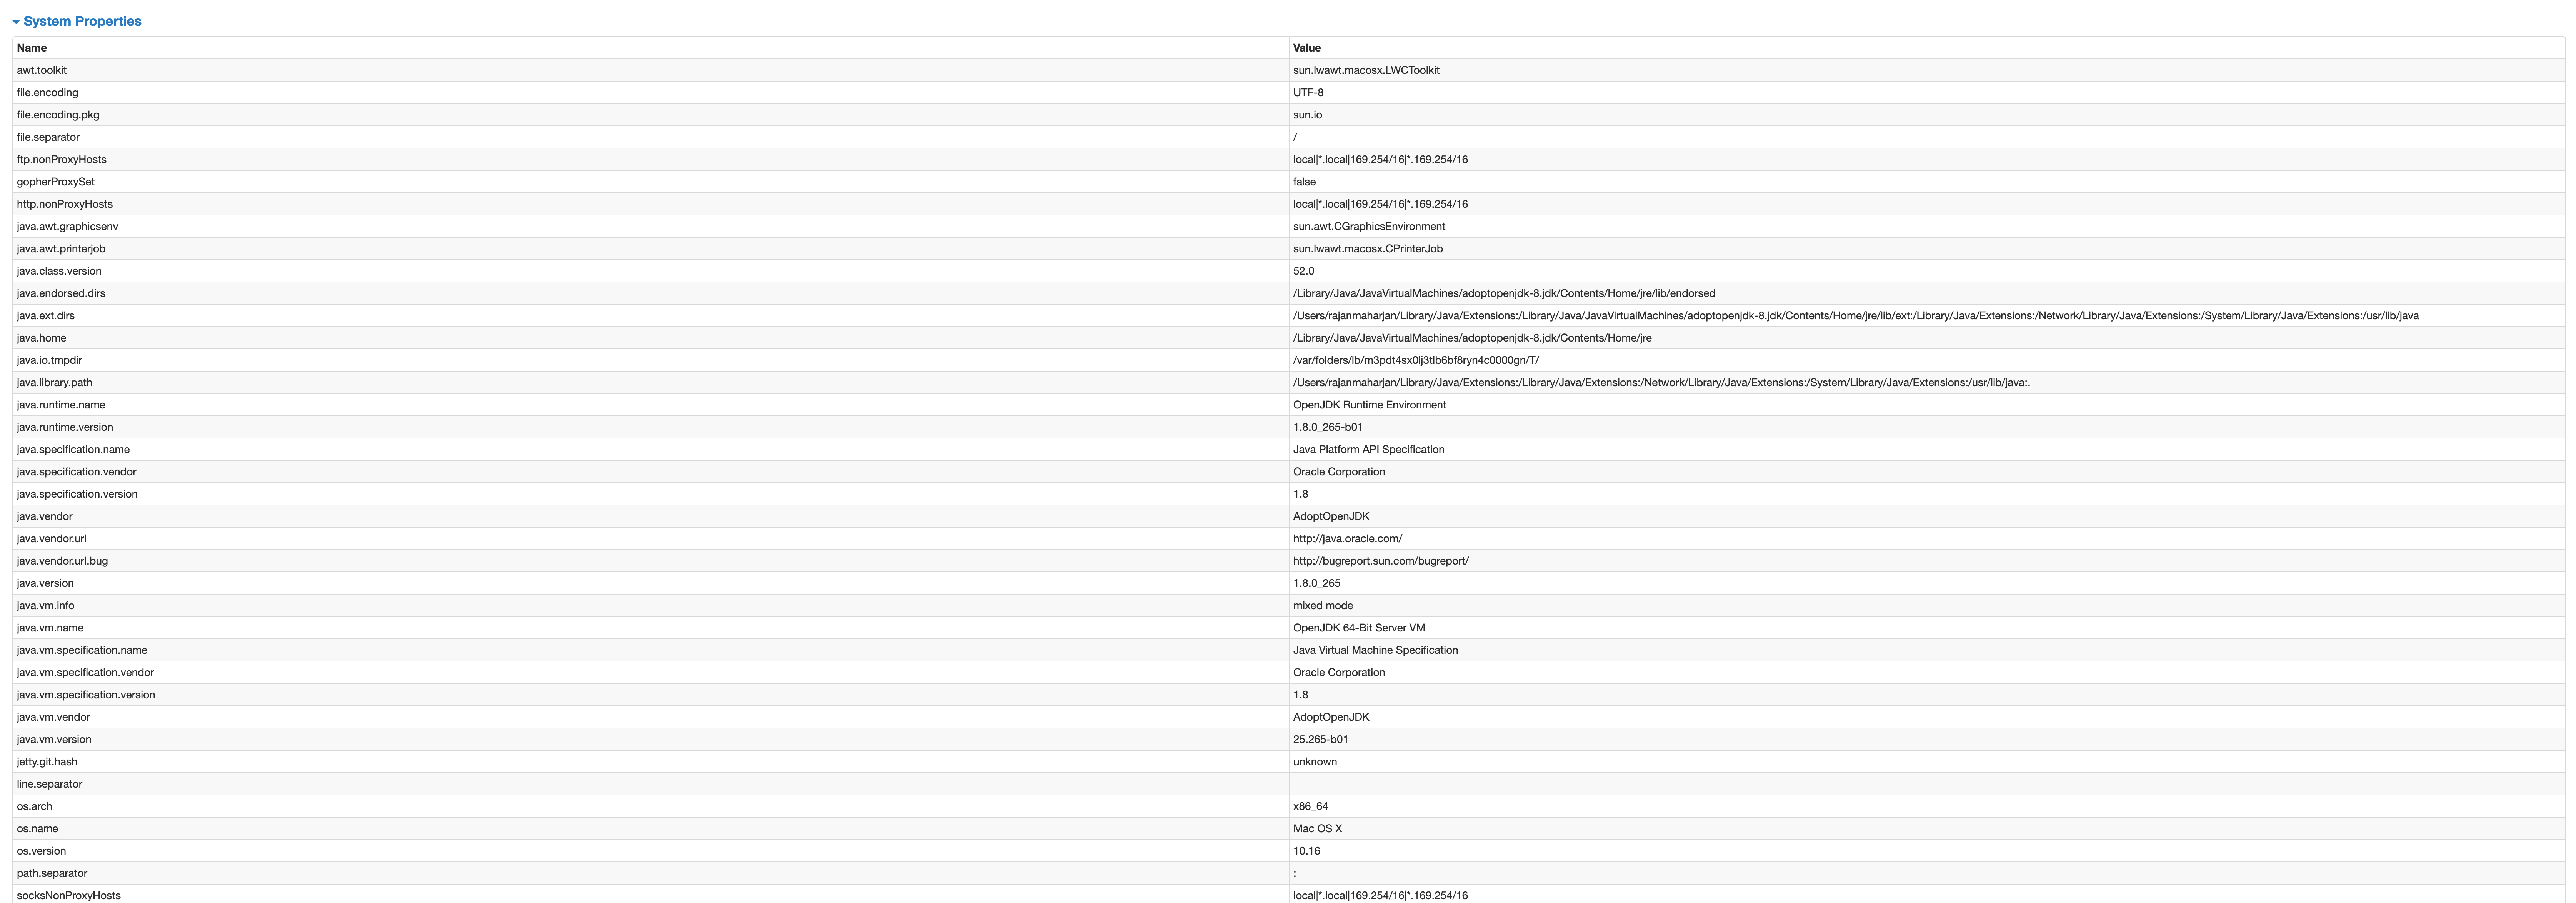 System Properties
Name Value
awt.toolkit sun.lwawt.macosx.LWCToolkit
file.encoding UTF-8
file.encoding.pkg sun.io
file.separator /
ftp.nonProxyHosts local|*.local|169.254/16|*.169.254/16
gopherProxySet false
http.nonProxyHosts local|*.local|169.254/16|*.169.254/16
java.awt.graphicsenv sun.awt.CGraphicsEnvironment
java.awt.printerjob sun.lwawt.macosx.CPrinterJob
java.class.version 52.0
java.endorsed.dirs /Library/Java/JavaVirtualMachines/adoptopenjdk-8.jdk/Contents/Home/jre/lib/endorsed
java.ext.dirs /Users/rajanmaharjan/Library/Java/Extensions:/Library/Java/JavaVirtualMachines/adoptopenjdk-8.jdk/Contents/Home/jre/lib/ext:/Library/Java/Extensions:/Network/Library/Java/Extensions:/System/Library/Java/Extensions:/usr/lib/java
java.home /Library/Java/JavaVirtualMachines/adoptopenjdk-8.jdk/Contents/Home/jre
java.io.tmpdir /var/folders/lb/m3pdt4sx0lj3tlb6bf8ryn4c0000gn/T/
java.library.path /Users/rajanmaharjan/Library/Java/Extensions:/Library/Java/Extensions:/Network/Library/Java/Extensions:/System/Library/Java/Extensions:/usr/lib/java:.
java.runtime.name OpenJDK Runtime Environment
java.runtime.version 1.8.0_265-b01
java.specification.name Java Platform API Specification
java.specification.vendor Oracle Corporation
java.specification.version 1.8
java.vendor AdoptOpenJDK
java.vendor.url http://java.oracle.com/
java.vendor.url.bug http://bugreport.sun.com/bugreport/
java.version 1.8.0_265
java.vm.info mixed mode
java.vm.name OpenJDK 64-Bit Server VM
java.vm.specification.name Java Virtual Machine Specification
java.vm.specification.vendor Oracle Corporation
java.vm.specification.version 1.8
java.vm.vendor AdoptOpenJDK
java.vm.version 25.265-b01
jetty.git.hash unknown
line.separator
os.arch x86_64
os.name Mac OS X
os.version 10.16
path.separator :
socksNonProxyHosts local|*.local|169.254/16|*.169.254/16